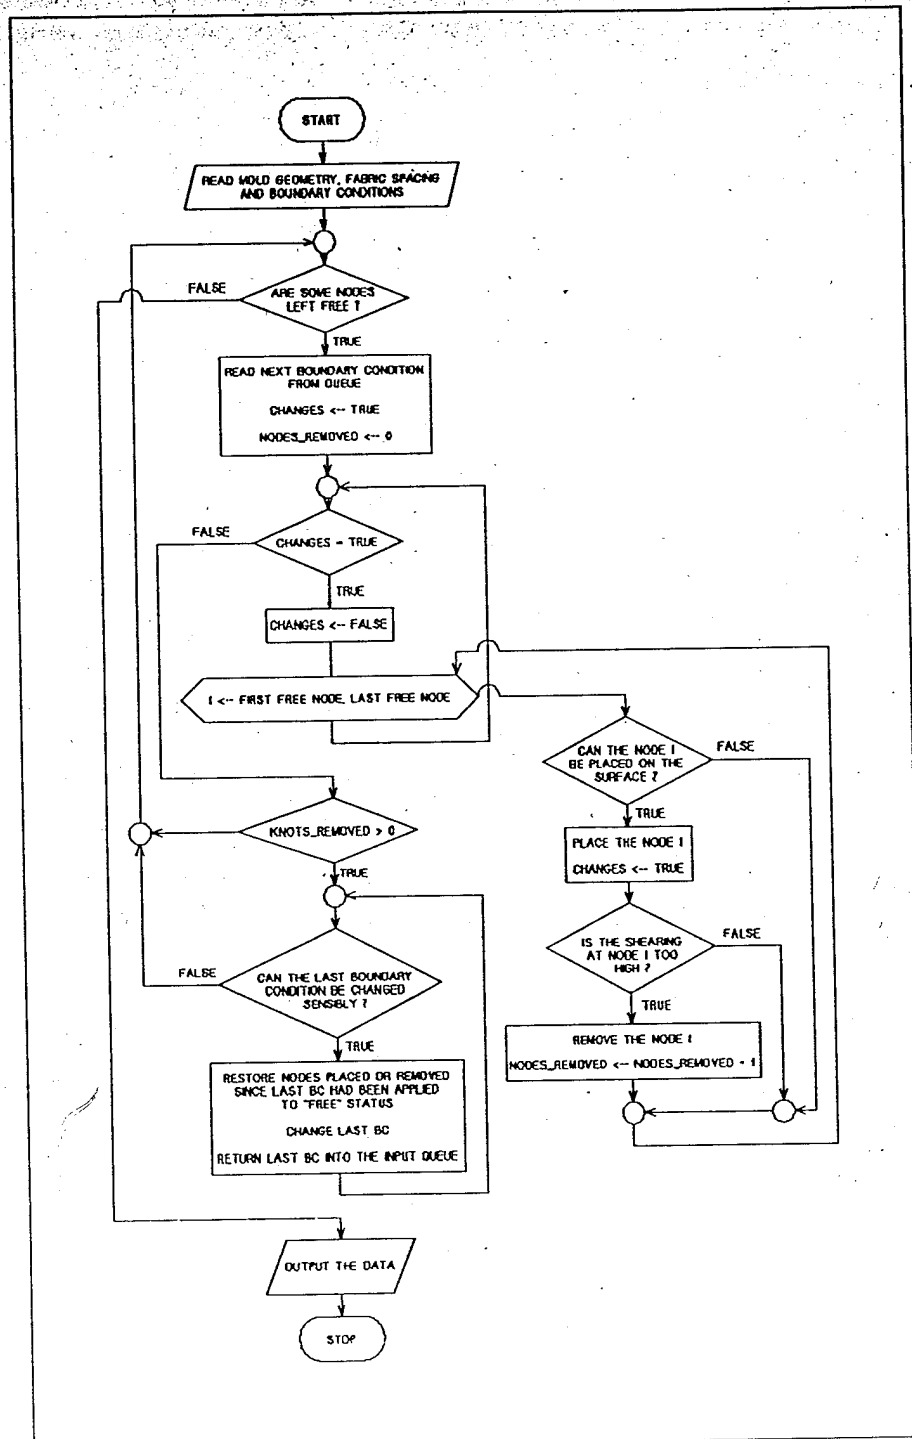 START
READ MOLD GEOMETRY, FABRIC SPACING
AND BOUNDARY CONDITIONS
FALSE
ARE SOME NODES
LEFT FREE ?
TRUE
READ NEXT BOUNDARY CONDITION
FROM QUEUE
CHANGES <-- TRUE
NODES_REMOVED <-- 0
FALSE
CHANGES = TRUE
TRUE
CHANGES <-- FALSE
I <-- FIRST FREE NODE, LAST FREE NODE
CAN THE NODE I
BE PLACED ON THE
SURFACE ?
FALSE
TRUE
PLACE THE NODE I
CHANGES <-- TRUE
IS THE SHEARING
AT NODE I TOO
HIGH ?
FALSE
TRUE
REMOVE THE NODE I
NODES_REMOVED <-- NODES_REMOVED - 1
KNOTS_REMOVED > 0
TRUE
FALSE
CAN THE LAST BOUNDARY
CONDITION BE CHANGED
SENSIBLY ?
TRUE
RESTORE NODES PLACED OR REMOVED
SINCE LAST BC HAD BEEN APPLIED
TO "FREE" STATUS
CHANGE LAST BC
RETURN LAST BC INTO THE INPUT QUEUE
OUTPUT THE DATA
STOP